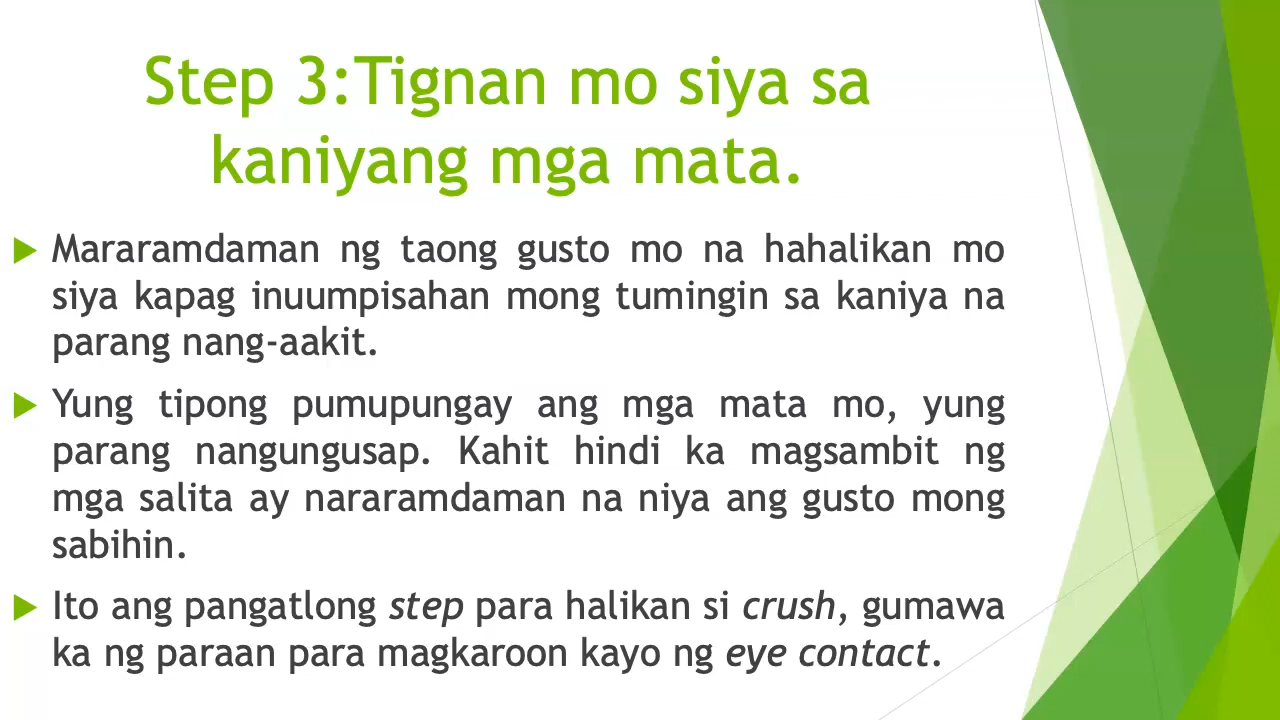 Step 3:Tignan mo siya sa
kaniyang mga mata.
Mararamdaman ng taong gusto mo na hahalikan mo
siya kapag inuumpisahan mong tumingin sa kaniya na
parang nang-aakit.
Yung tipong pumupungay ang mga mata mo, yung
parang nangungusap. Kahit hindi ka magsambit ng
mga salita ay nararamdaman na niya ang gusto mong
sabihin.
Ito ang pangatlong step para halikan si crush, gumawa
ka ng paraan para magkaroon kayo ng eye contact.